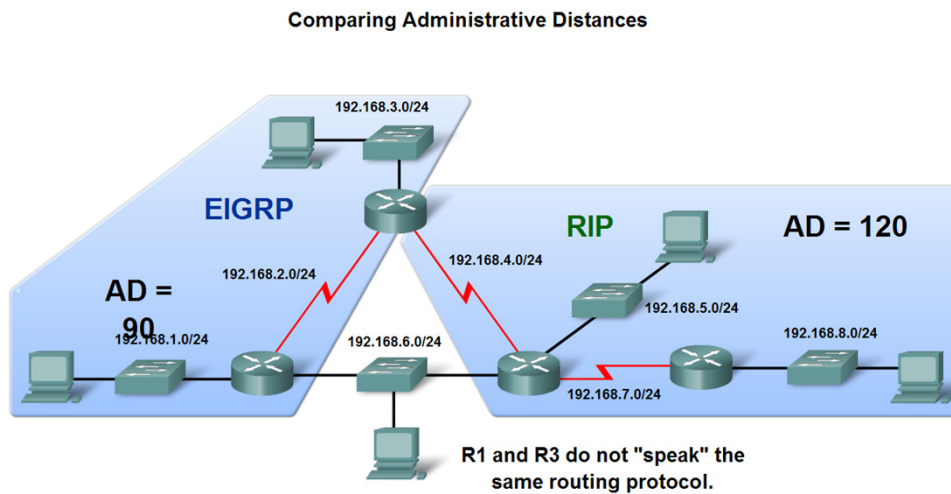 Comparing Administrative Distances
192.168.3.0/24
EIGRP
RIP
AD = 120
192.168.2.0/24
192.168.4.0/24
AD =
90
192.168.1.0/24
192.168.6.0/24
192.168.5.0/24
192.168.8.0/24
192.168.7.0/24
R1 and R3 do not "speak" the
same routing protocol.